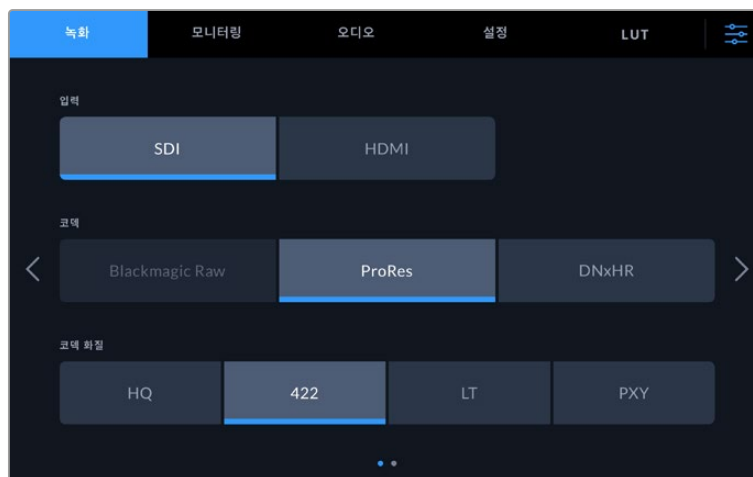 녹화 모니터링 오디오 설정 LUT
입력
SDI HDMI
코덱
Blackmagic Raw ProRes DNxHR
코덱 화질
HQ 422 LT PXY